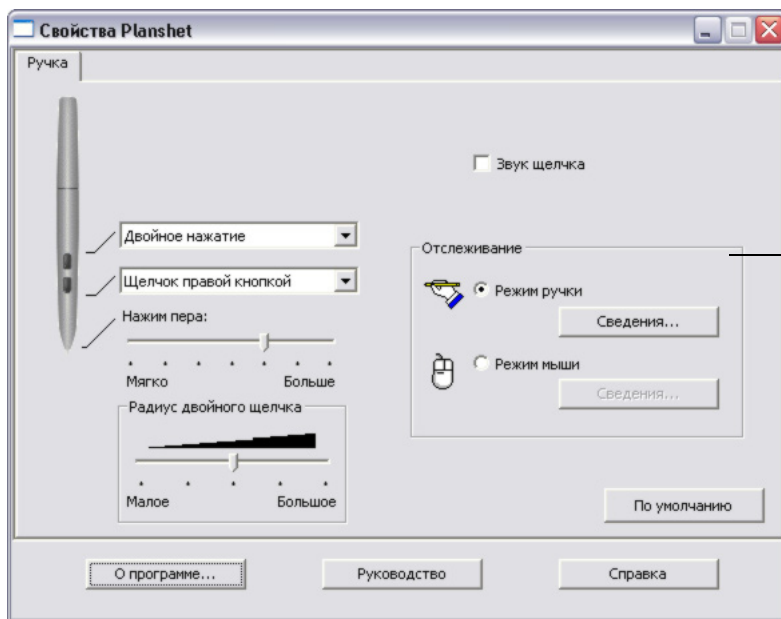 Свойства Planshet
Ручка
Звук щелчка
Двойное нажатие
Щелчок правой кнопкой
Нажим пера:
Мягко Больше
Радиус двойного щелчка
Малое Большое
Отслеживание
Режим ручки
Сведения...
Режим мыши
Сведения...
По умолчанию
О программе...
Руководство
Справка